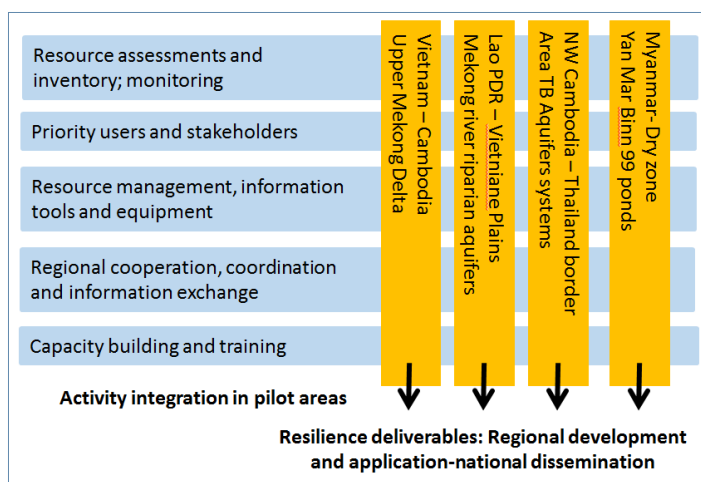 Resource assessments and
inventory; monitoring
Priority users and stakeholders
Resource management, information
tools and equipment
Regional cooperation, coordination
and information exchange
Capacity building and training
Vietnam – Cambodia
Upper Mekong Delta
Lao PDR – Vietniane Plains
Mekong river riparian aquifers
NW Cambodia – Thailand border
Area TB Aquifers systems
Myanmar- Dry zone
Yan Mar Binn 99 ponds
Activity integration in pilot areas
Resilience deliverables: Regional development
and application-national dissemination